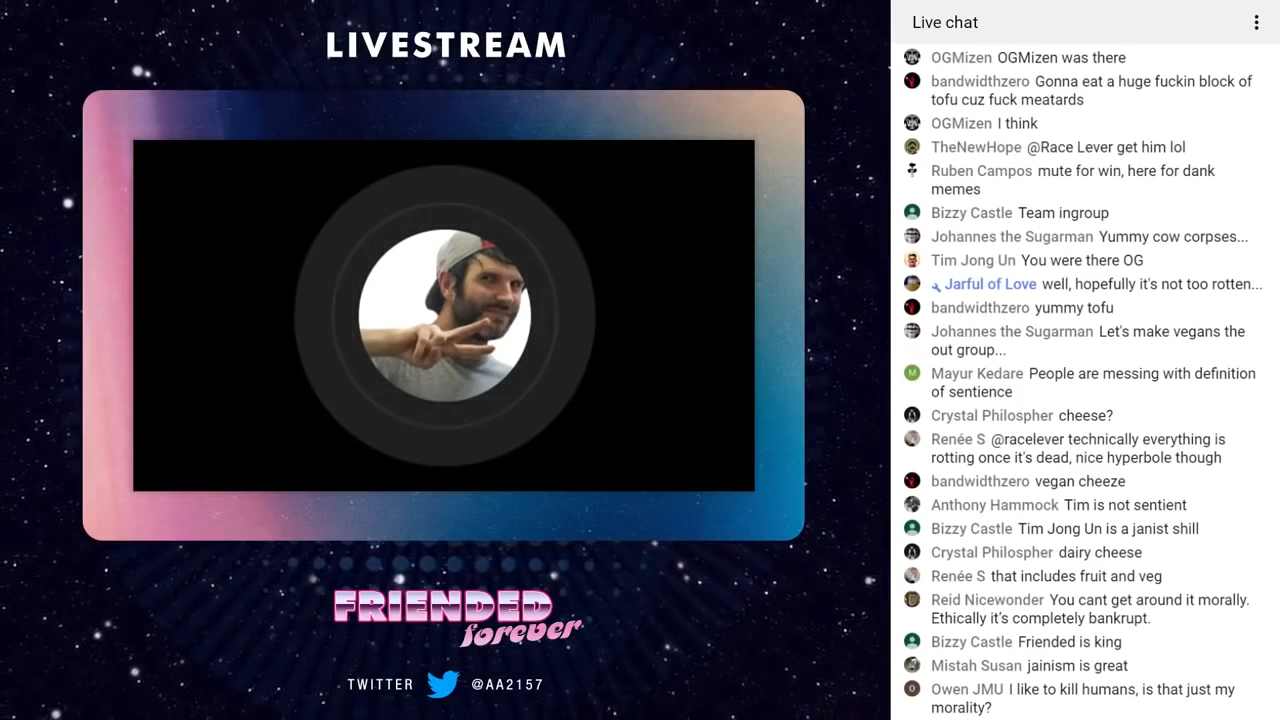 LIVESTREAM
FRIENDED
forever
TWITTER @AA2157
Live chat
OGMizen OGMizen was there
bandwidthzero Gonna eat a huge fuckin block of
tofu cuz fuck meatards
OGMizen I think
TheNewHope @Race Lever get him lol
Ruben Campos mute for win, here for dank
memes
Bizzy Castle Team ingroup
Johannes the Sugarman Yummy cow corpses...
Tim Jong Un You were there OG
Jarful of Love well, hopefully it's not too rotten...
bandwidthzero yummy tofu
Johannes the Sugarman Let's make vegans the
out group...
M Mayur Kedare People are messing with definition
of sentience
Crystal Philospher cheese?
Renée S @racelever technically everything is
rotting once it's dead, nice hyperbole though
bandwidthzero vegan cheeze
Anthony Hammock Tim is not sentient
Bizzy Castle Tim Jong Un is a janist shill
Crystal Philospher dairy cheese
Renée S that includes fruit and veg
Reid Nicewonder You cant get around it morally.
Ethically it’s completely bankrupt.
Bizzy Castle Friended is king
Mistah Susan jainism is great
O Owen JMU I like to kill humans, is that just my
morality?